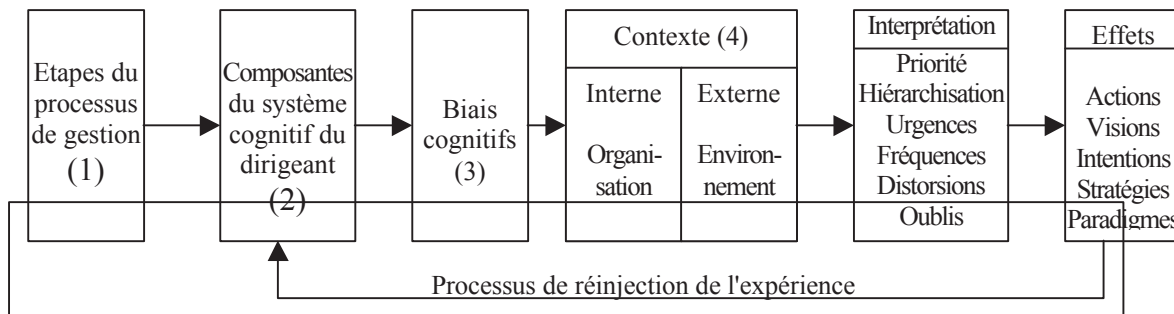 Etapes du
processus
de gestion
(1)
Composantes
du système
cognitif du
dirigeant
(2)
Biais
cognitifs
(3)
Contexte (4)
Interne
Organi-
sation
Externe
Environ-
nement
Interprétation
Priorité
Hiérarchisation
Urgences
Fréquences
Distorsions
Oublis
Effets
Actions
Visions
Intentions
Stratégies
Paradigmes
Processus de réinjection de l'expérience